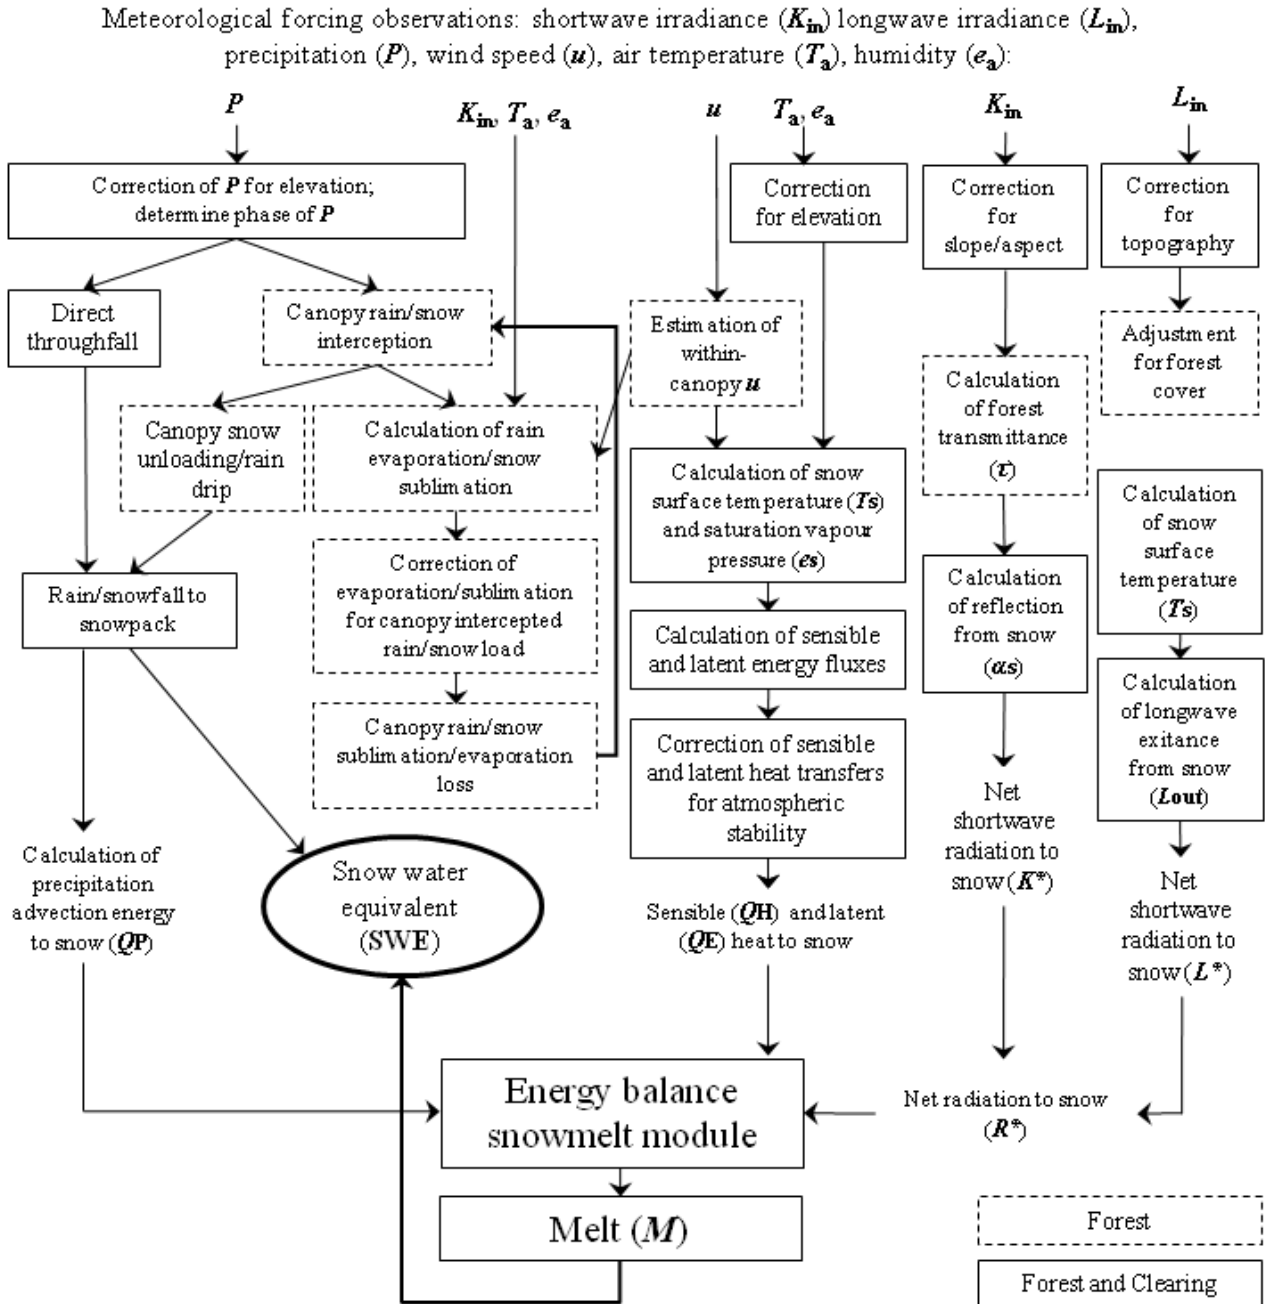 Meteorological forcing observations: shortwave irradiance (Kin) longwave irradiance (Lin),
precipitation (P), wind speed (u), air temperature (Ta), humidity (ea):
P
Kin, Ta, ea
u
Ta, ea
Kin
Lin
Correction of P for elevation;
determine phase of P
Correction
for elevation
Correction
for
slope/aspect
Correction
for
topography
Direct
throughfall
Canopy rain/snow
interception
Estimation of
within-
canopy u
Adjustment
for forest
cover
Calculation
of forest
transmittance
(τ)
Canopy snow
unloading/rain
drip
Calculation of rain
evaporation/snow
sublimation
Calculation of snow
surface temperature (Ts)
and saturation vapour
pressure (es)
Calculation
of snow
surface
temperature
(Ts)
Rain/snowfall to
snowpack
Correction of
evaporation/sublimation
for canopy intercepted
rain/snow load
Calculation of sensible
and latent energy fluxes
Calculation
of reflection
from snow
(αs)
Calculation
of longwave
exitance
from snow
(Lout)
Canopy rain/snow
sublimation/evaporation
loss
Correction of sensible
and latent heat transfers
for atmospheric
stability
Net
shortwave
radiation to
snow (K*)
Calculation of
precipitation
advection energy
to snow (QP)
Snow water
equivalent
(SWE)
Sensible (QH) and latent
(QE) heat to snow
Net
shortwave
radiation to
snow (L*)
Energy balance
snowmelt module
Net radiation to snow
(R*)
Melt (M)
Forest
Forest and Clearing